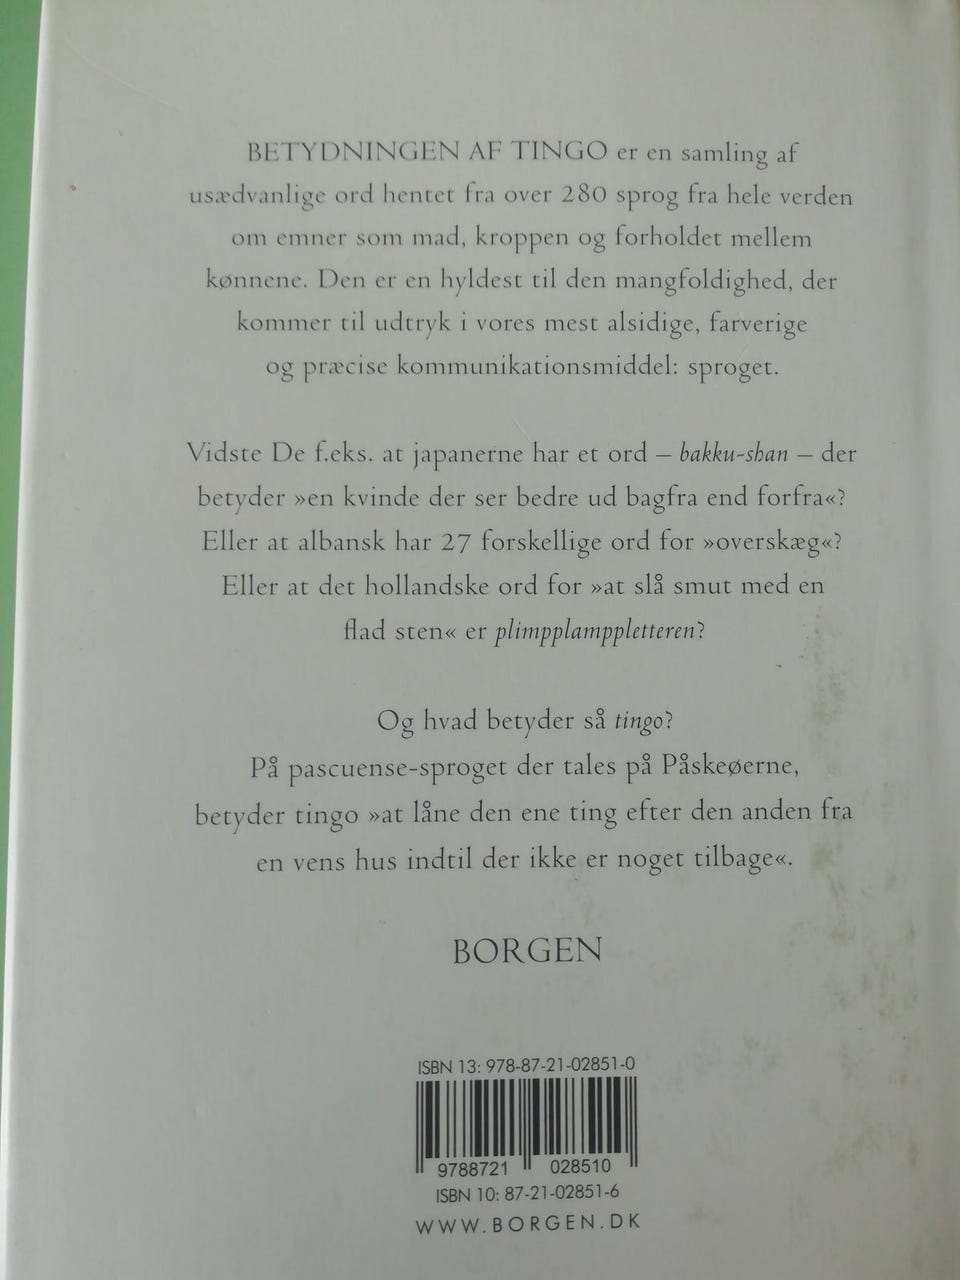 BETYDNINGEN AF TINGO er en samling af
usædvanlige ord hentet fra over 280 sprog fra hele verden
om emner som mad, kroppen og forholdet mellem
kønnene. Den er en hyldest til den mangfoldighed, der
kommer til udtryk i vores mest alsidige, farverige
og præcise kommunikationsmiddel: sproget.
Vidste De f.eks. at japanerne har et ord – bakku-shan – der
betyder »en kvinde der ser bedre ud bagfra end forfra«?
Eller at albansk har 27 forskellige ord for »overskæg«?
Eller at det hollandske ord for »at slå smut med en
flad sten« er plimpplamppletteren?
Og hvad betyder så tingo?
På pascuense-sproget der tales på Påskeøerne,
betyder tingo »at låne den ene ting efter den anden fra
en vens hus indtil der ikke er noget tilbage«.
BORGEN
ISBN 13: 978-87-21-02851-0
9788721 028510
ISBN 10: 87-21-02851-6
WWW.BORGEN.DK